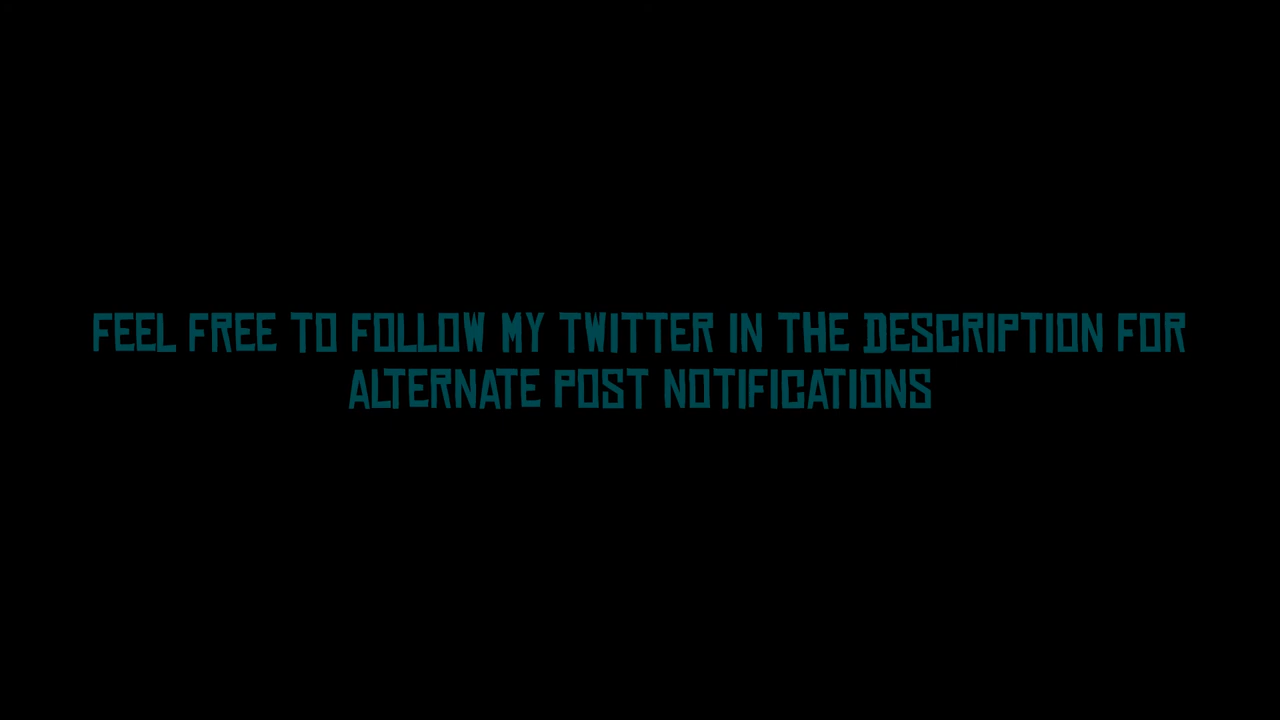 FEEL FREE TO FOLLOW MY TWITTER IN THE DESCRIPTION FOR
ALTERNATE POST NOTIFICATIONS